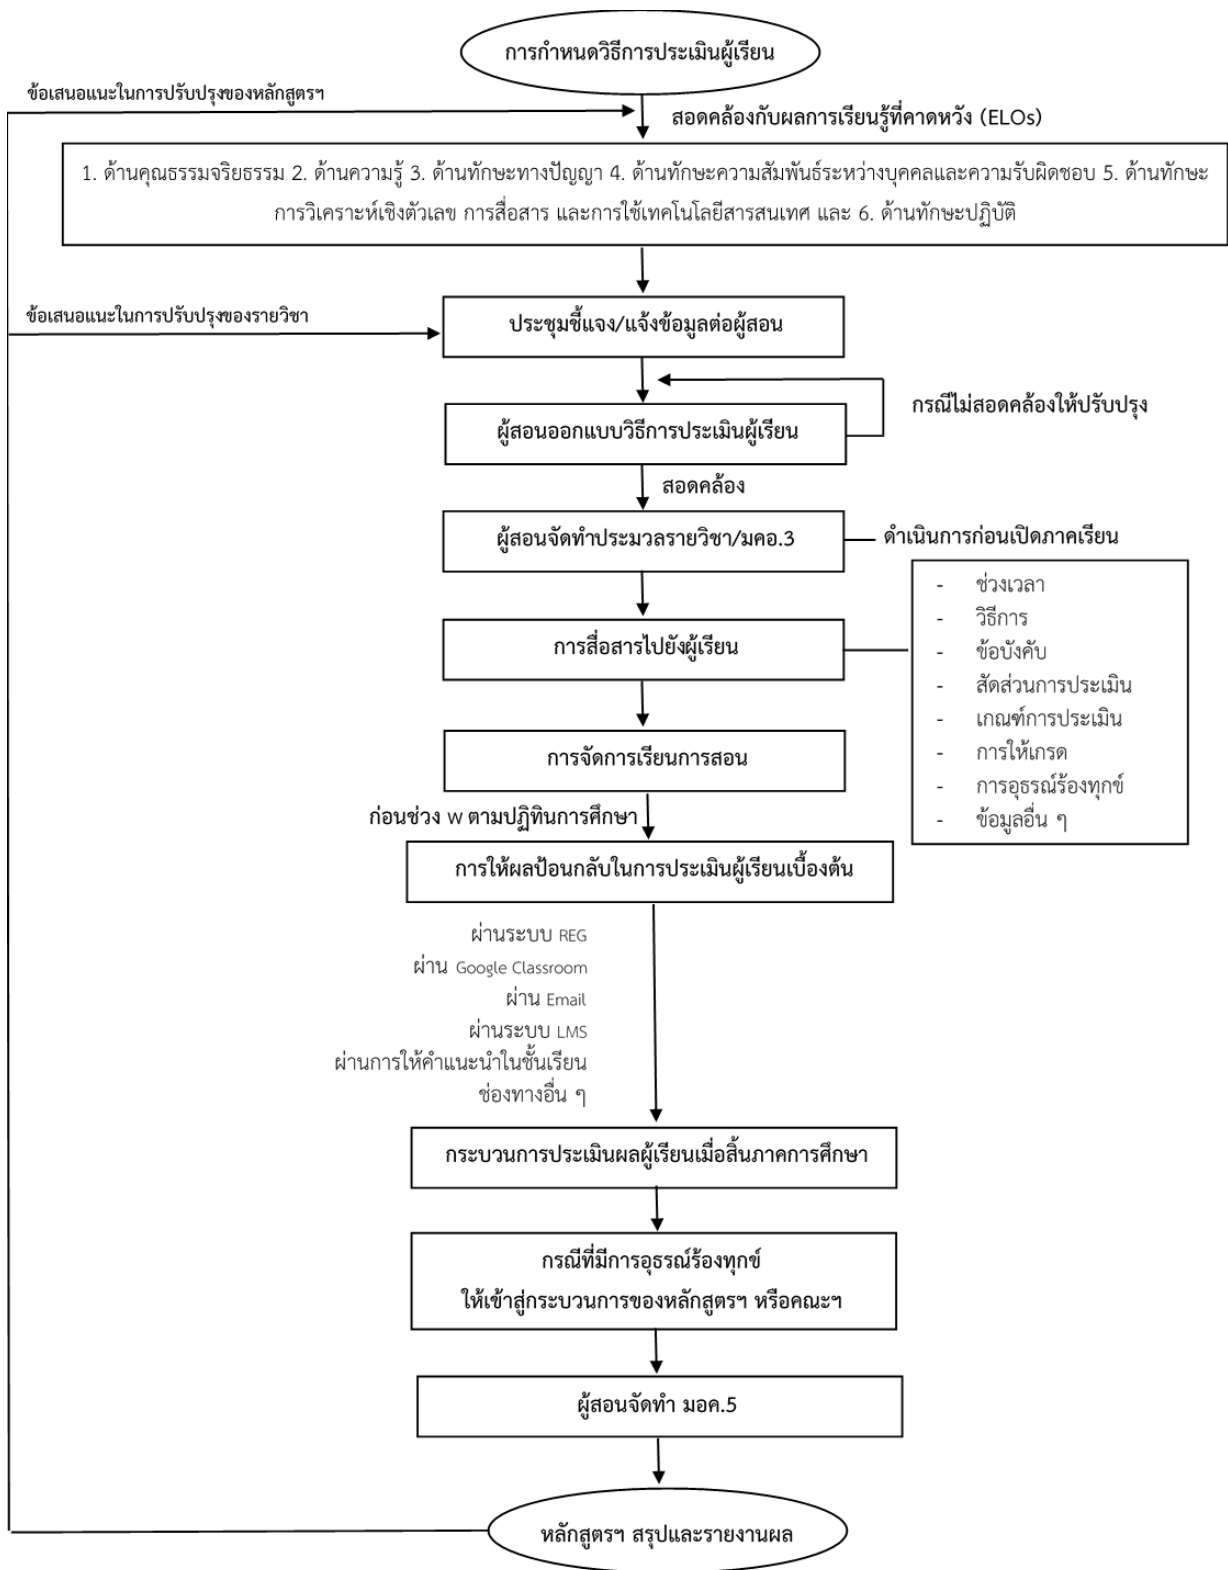 การกำหนดวิธีการประเมินผู้เรียน
ข้อเสนอแนะในการปรับปรุงของหลักสูตรฯ
สอดคล้องกับผลการเรียนรู้ที่คาดหวัง (ELOs)
1. ด้านคุณธรรมจริยธรรม 2. ด้านความรู้ 3. ด้านทักษะทางปัญญา 4. ด้านทักษะความสัมพันธ์ระหว่างบุคคลและความรับผิดชอบ 5. ด้านทักษะ
การวิเคราะห์เชิงตัวเลข การสื่อสาร และการใช้เทคโนโลยีสารสนเทศ และ 6. ด้านทักษะปฏิบัติ
ข้อเสนอแนะในการปรับปรุงของรายวิชา
ประชุมชี้แจง/แจ้งข้อมูลต่อผู้สอน
กรณีไม่สอดคล้องให้ปรับปรุง
ผู้สอนออกแบบวิธีการประเมินผู้เรียน
สอดคล้อง
ผู้สอนจัดทำประมวลรายวิชา/มคอ.3
ดำเนินการก่อนเปิดภาคเรียน
- ช่วงเวลา
- วิธีการ
- ข้อบังคับ
- สัดส่วนการประเมิน
- เกณฑ์การประเมิน
- การให้เกรด
- การอุธรณ์ร้องทุกข์
- ข้อมูลอื่น ๆ
การสื่อสารไปยังผู้เรียน
การจัดการเรียนการสอน
ก่อนช่วง W ตามปฏิทินการศึกษา
การให้ผลป้อนกลับในการประเมินผู้เรียนเบื้องต้น
ผ่านระบบ REG
ผ่าน Google Classroom
ผ่าน Email
ผ่านระบบ LMS
ผ่านการให้คำแนะนำในชั้นเรียน
ช่องทางอื่น ๆ
กระบวนการประเมินผลผู้เรียนเมื่อสิ้นภาคการศึกษา
กรณีที่มีการอุธรณ์ร้องทุกข์
ให้เข้าสู่กระบวนการของหลักสูตรฯ หรือคณะฯ
ผู้สอนจัดทำ มอค.5
หลักสูตรฯ สรุปและรายงานผล